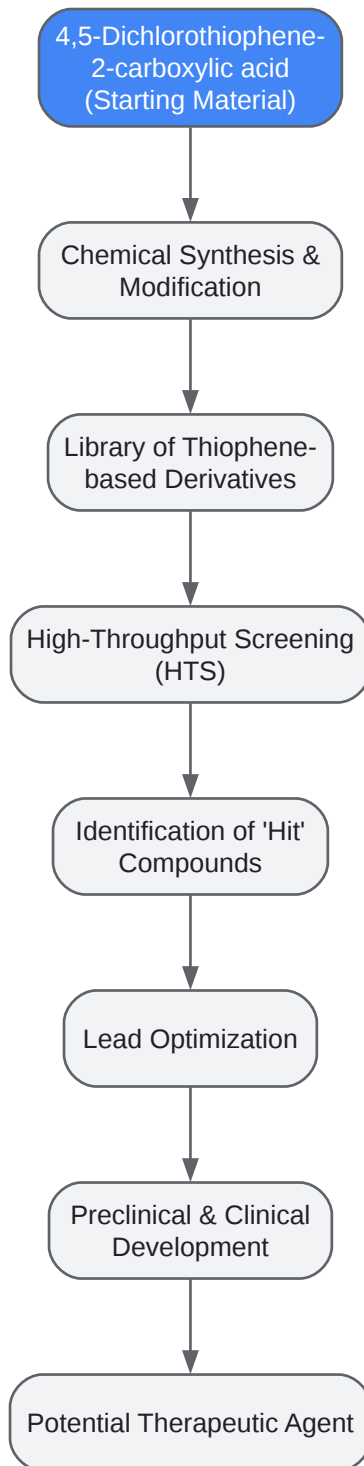 4,5-Dichlorothiophene-
2-carboxylic acid
(Starting Material)
Chemical Synthesis &
Modification
Library of Thiophene-
based Derivatives
High-Throughput Screening
(HTS)
Identification of 'Hit'
Compounds
Lead Optimization
Preclinical & Clinical
Development
Potential Therapeutic Agent